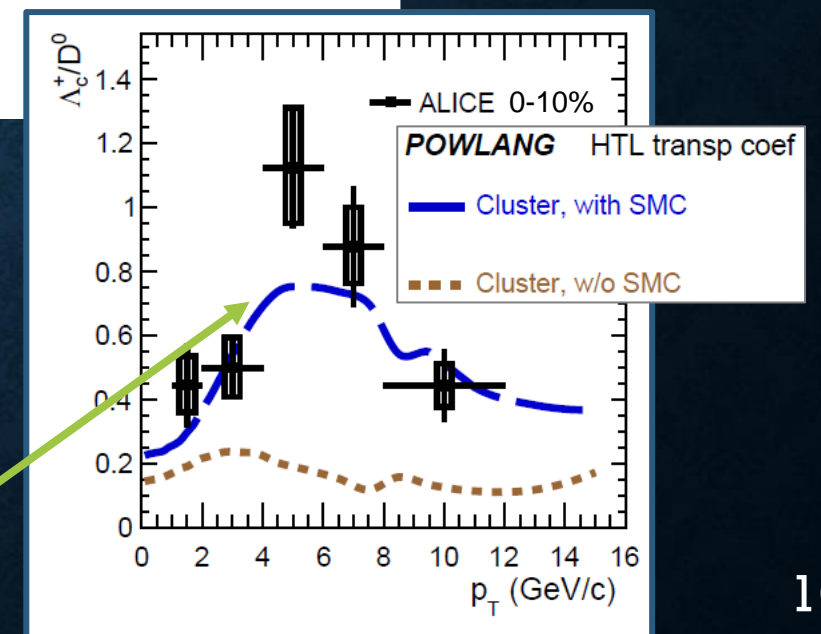 Λc+/D0
ALICE 0-10%
POWLANG HTL transp coef
Cluster, with SMC
Cluster, w/o SMC
1.4
1.2
1
0.8
0.6
0.4
0.2
0
0 2 4 6 8 10 12 14 16
pT (GeV/c)